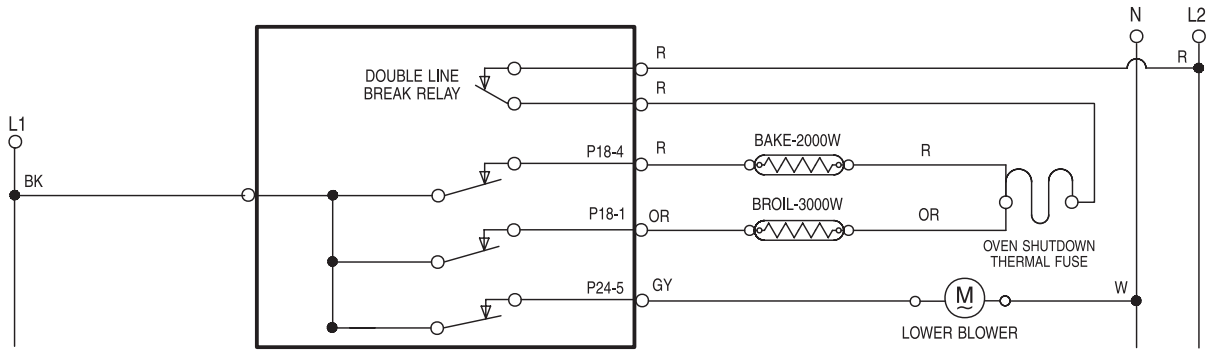 N
L2
R
R
DOUBLE LINE
BREAK RELAY
R
L1
BAKE-2000W
P18-4
R
R
BK
BROIL-3000W
P18-1
OR
OR
OVEN SHUTDOWN
THERMAL FUSE
P24-5
GY
W
M
~
LOWER BLOWER